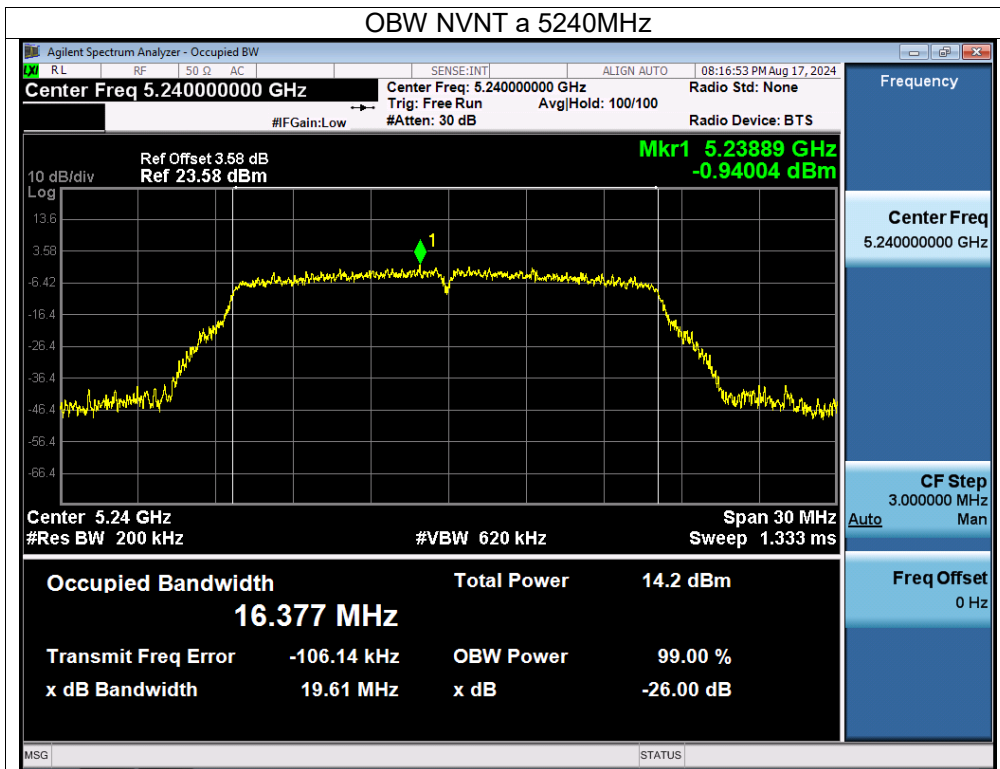 OBW NVNT a 5240MHz
Agilent Spectrum Analyzer - Occupied BW
LXI RL RF 50 Ω AC SENSE:INT ALIGN AUTO 08:16:53 PM Aug 17, 2024
Center Freq 5.240000000 GHz
Center Freq: 5.240000000 GHz Radio Std: None
Trig: Free Run Avg|Hold: 100/100
#IFGain:Low #Atten: 30 dB Radio Device: BTS
Frequency
Mkr1 5.23889 GHz
-0.94004 dBm
Ref Offset 3.58 dB
10 dB/div Ref 23.58 dBm
Log
13.6
3.58
-6.42
-16.4
-26.4
-36.4
-46.4
-56.4
-66.4
1
Center 5.24 GHz Span 30 MHz
#Res BW 200 kHz #VBW 620 kHz Sweep 1.333 ms
Center Freq
5.240000000 GHz
CF Step
3.000000 MHz
Auto Man
Freq Offset
0 Hz
Occupied Bandwidth Total Power 14.2 dBm
16.377 MHz
Transmit Freq Error -106.14 kHz OBW Power 99.00 %
x dB Bandwidth 19.61 MHz x dB -26.00 dB
MSG STATUS